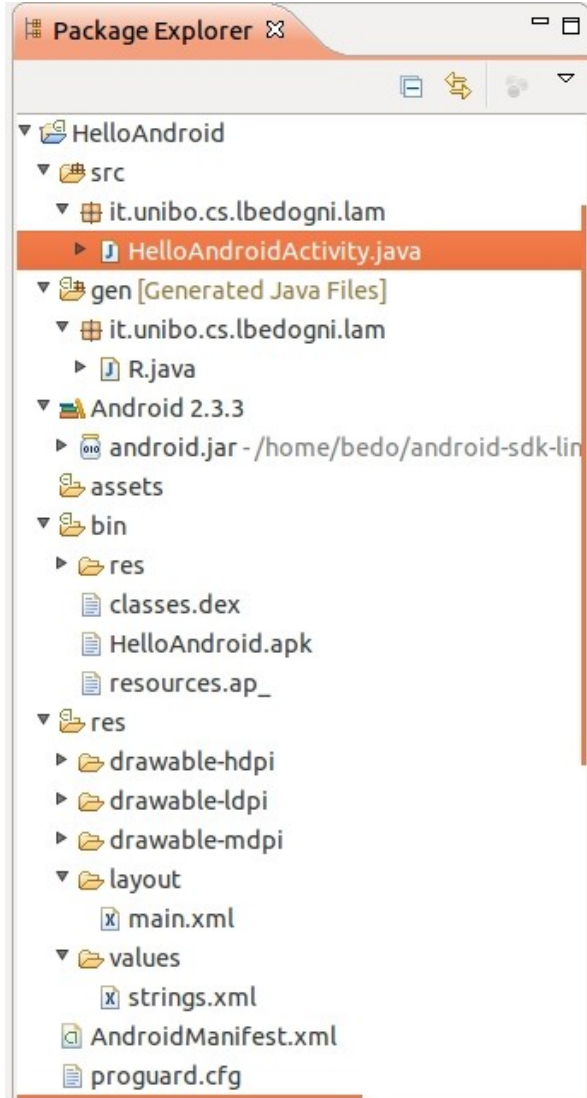 Package Explorer
HelloAndroid
src
it.unibo.cs.lbedogni.lam
HelloAndroidActivity.java
gen [Generated Java Files]
it.unibo.cs.lbedogni.lam
R.java
Android 2.3.3
android.jar - /home/bedo/android-sdk-lin
assets
bin
res
classes.dex
HelloAndroid.apk
resources.ap_
res
drawable-hdpi
drawable-ldpi
drawable-mdpi
layout
main.xml
values
strings.xml
AndroidManifest.xml
proguard.cfg